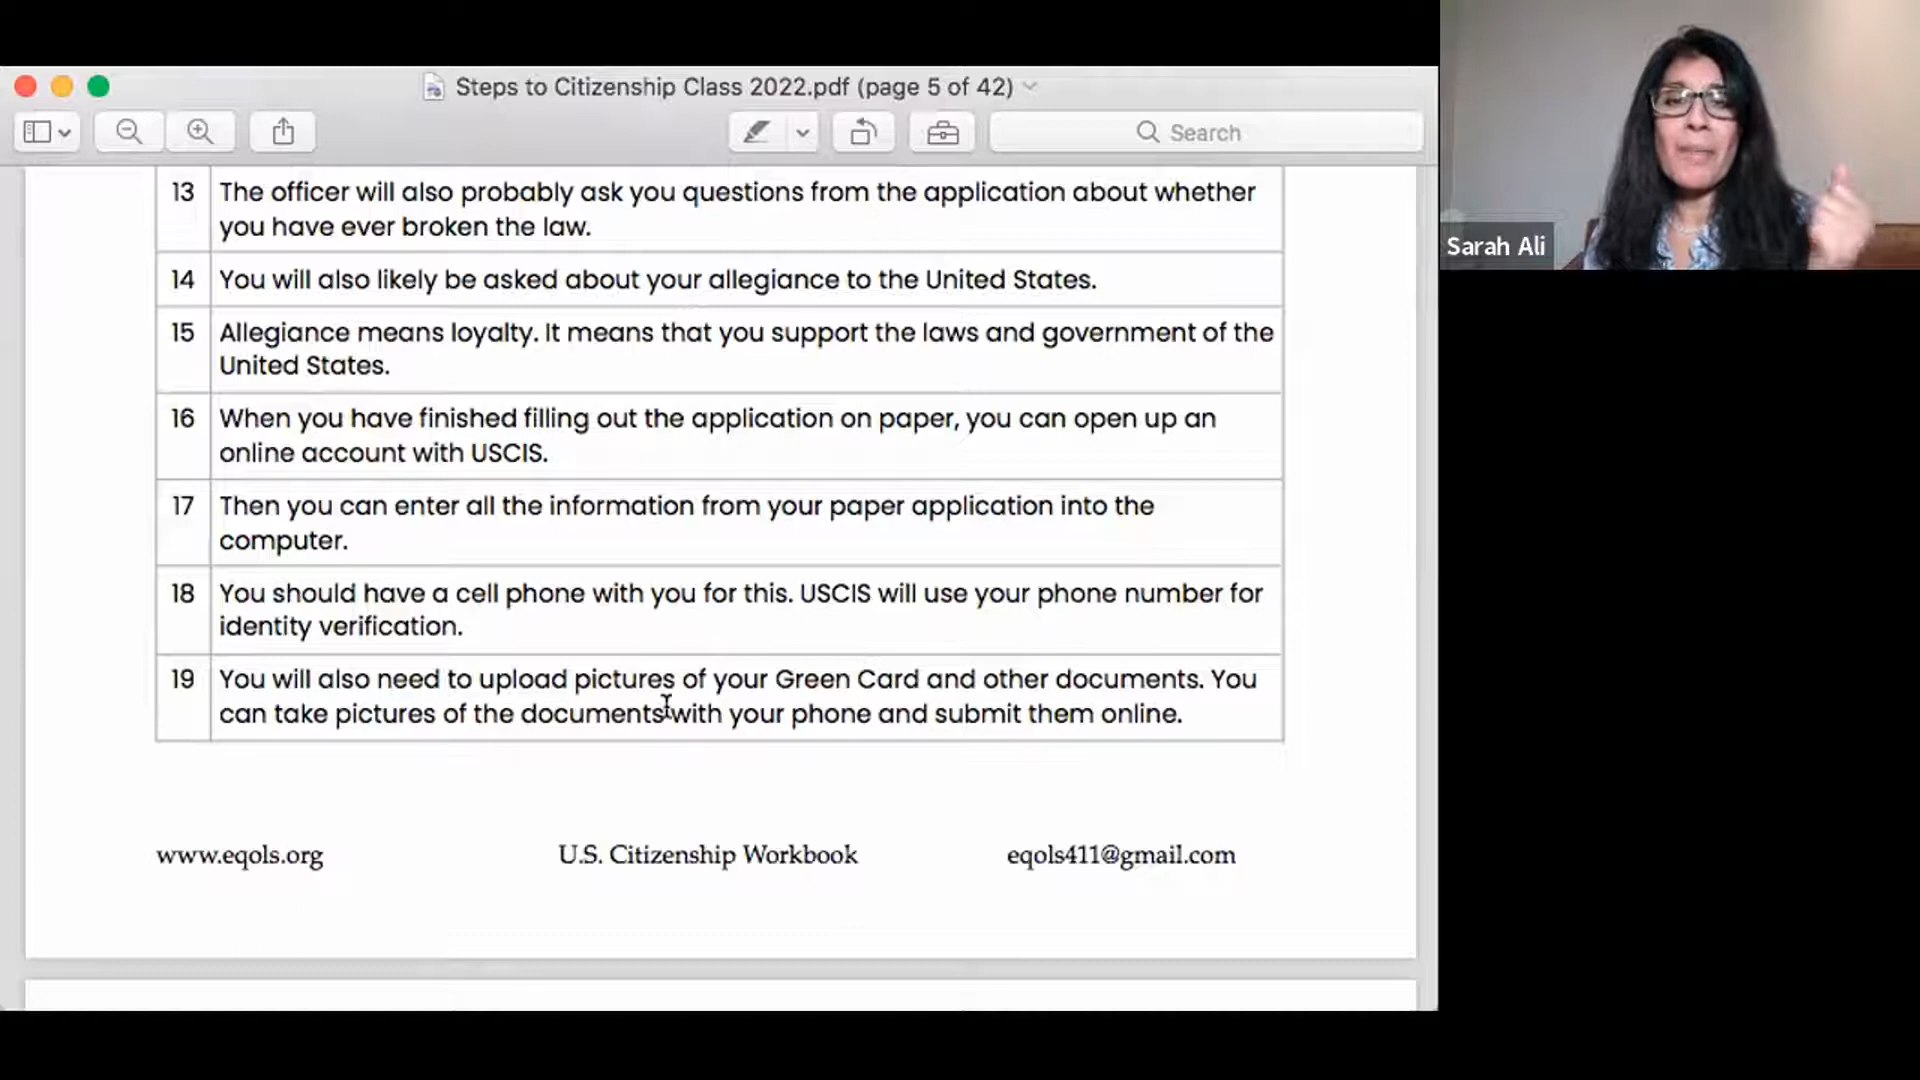 Steps to Citizenship Class 2022.pdf (page 5 of 42)
Search
13 The officer will also probably ask you questions from the application about whether
you have ever broken the law.
14 You will also likely be asked about your allegiance to the United States.
15 Allegiance means loyalty. It means that you support the laws and government of the
United States.
16 When you have finished filling out the application on paper, you can open up an
online account with USCIS.
17 Then you can enter all the information from your paper application into the
computer.
18 You should have a cell phone with you for this. USCIS will use your phone number for
identity verification.
19 You will also need to upload pictures of your Green Card and other documents. You
can take pictures of the documents with your phone and submit them online.
www.eqols.org U.S. Citizenship Workbook eqols411@gmail.com
Sarah Ali